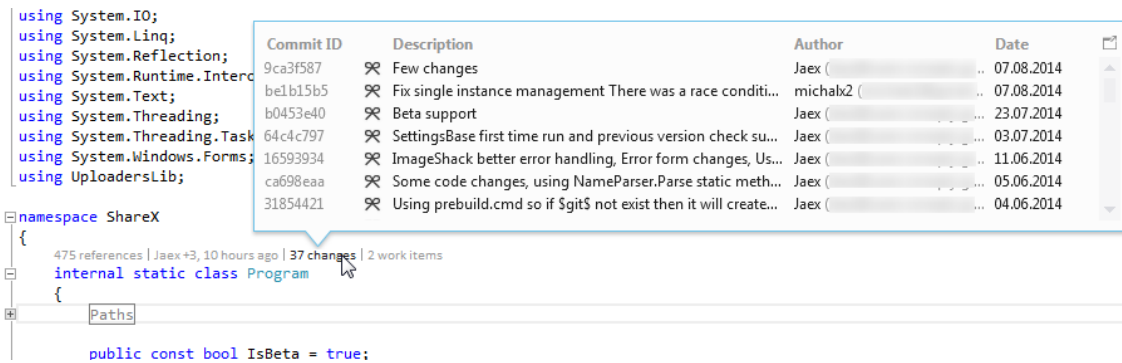 using System.IO;
using System.Linq;
using System.Reflection;
using System.Runtime.Interc
using System.Text;
using System.Threading;
using System.Threading.Task
using System.Windows.Forms;
using UploadersLib;
Commit ID Description Author Date
9ca3f587 Few changes Jaex ( .. 07.08.2014
be1b15b5 Fix single instance management There was a race conditi... michalx2 ( .. 07.08.2014
b0453e40 Beta support Jaex ( ... 23.07.2014
64c4c797 SettingsBase first time run and previous version check su... Jaex ( ... 03.07.2014
16593934 ImageShack better error handling, Error form changes, Us... Jaex ( ... 11.06.2014
ca698eaa Some code changes, using NameParser.Parse static meth... Jaex ( ... 05.06.2014
31854421 Using prebuild.cmd so if $git$ not exist then it will create... Jaex ( ... 04.06.2014
namespace ShareX
{
475 references | Jaex +3, 10 hours ago | 37 changes | 2 work items
internal static class Program
{
Paths
public const bool IsBeta = true;